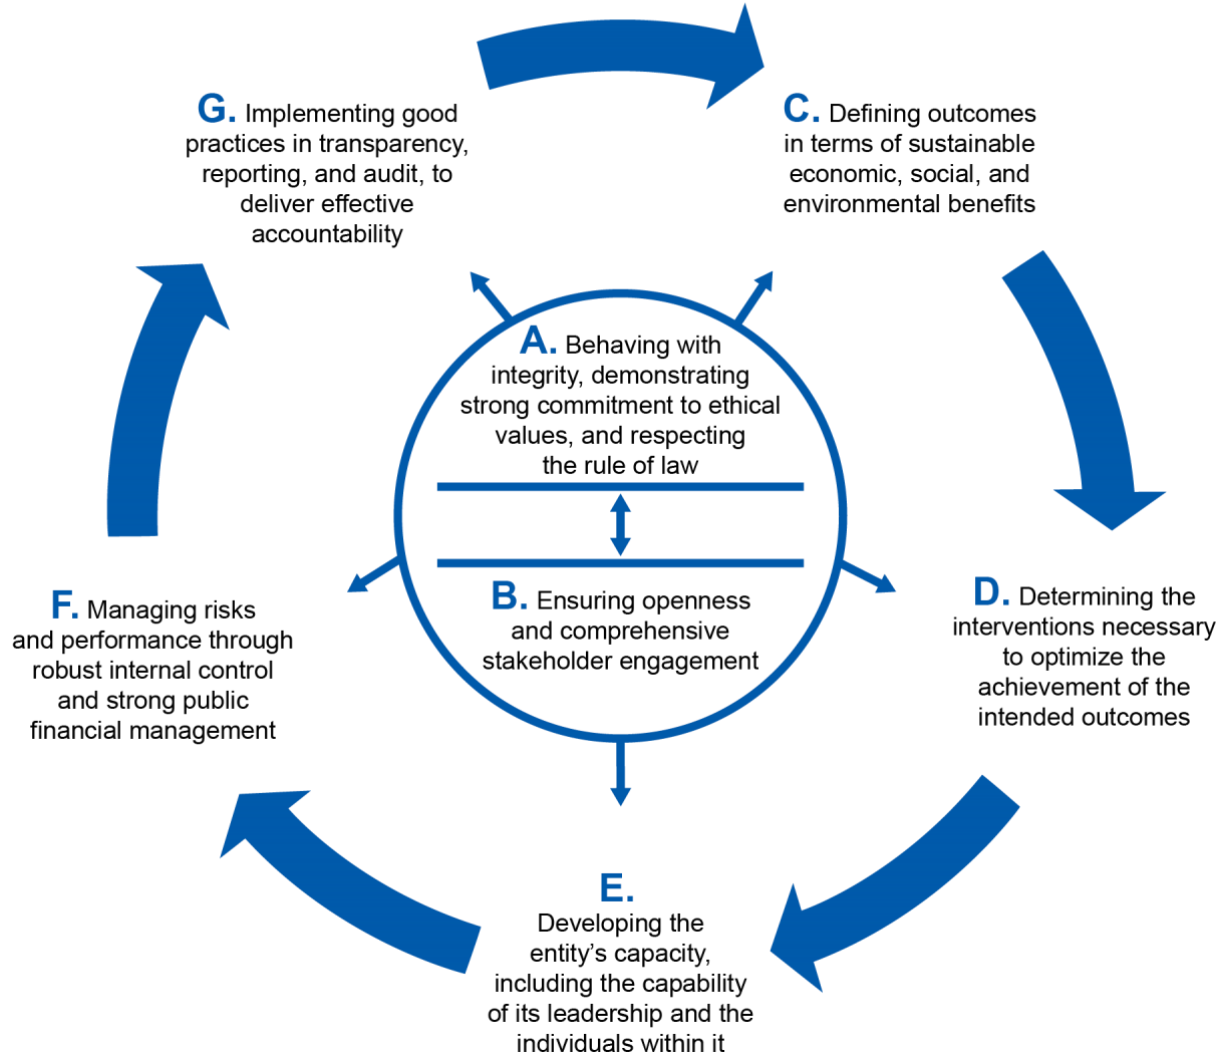 G. Implementing good
practices in transparency,
reporting, and audit, to
deliver effective
accountability
C. Defining outcomes
in terms of sustainable
economic, social, and
environmental benefits
A. Behaving with
integrity, demonstrating
strong commitment to ethical
values, and respecting
the rule of law
B. Ensuring openness
and comprehensive
stakeholder engagement
F. Managing risks
and performance through
robust internal control
and strong public
financial management
D. Determining the
interventions necessary
to optimize the
achievement of the
intended outcomes
E.
Developing the
entity’s capacity,
including the capability
of its leadership and the
individuals within it